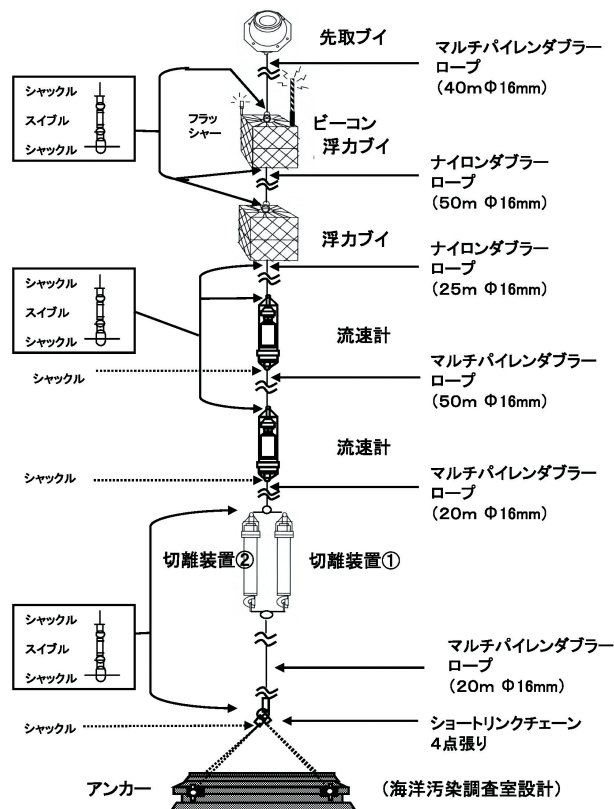 先取ブイ
マルチパイレンダブラー
ロープ
(40mΦ16mm)
シャックル
スイブル
シャックル
フラッ
シャー
ビーコン
浮力ブイ
ナイロンダブラー
ロープ
(50m Φ16mm)
浮力ブイ
ナイロンダブラー
ロープ
(25m Φ16mm)
シャックル
スイブル
シャックル
流速計
シャックル
マルチパイレンダブラー
ロープ
(50m Φ16mm)
流速計
シャックル
マルチパイレンダブラー
ロープ
(20m Φ16mm)
切離装置②
切離装置①
シャックル
スイブル
シャックル
マルチパイレンダブラー
ロープ
(20m Φ16mm)
シャックル
ショートリンクチェーン
4点張り
アンカー
(海洋汚染調査室設計)